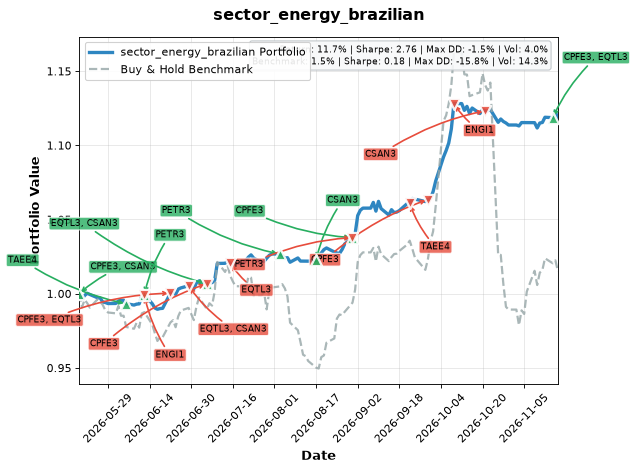 sector_energy_brazilian
sector_energy_brazilian Portfolio
Buy & Hold Benchmark
: 11.7% | Sharpe: 2.76 | Max DD: -1.5% | Vol: 4.0%
1.5% | Sharpe: 0.18 | Max DD: -15.8% | Vol: 14.3%
CPFE3, EQTL3
1.15
ENGI1
1.10
CSAN3
Portfolio Value
CSAN3
PETR3
CPFE3
EQTL3, CSAN3
1.05
PETR3
TAEE4
TAEE4
CPFE3
CPFE3, CSAN3
PETR3
EQTL3
1.00
CPFE3, EQTL3
EQTL3, CSAN3
CPFE3
ENGI1
0.95
2026-05-29
2026-06-14
2026-06-30
2026-07-16
2026-08-01
2026-08-17
2026-09-02
2026-09-18
2026-10-04
2026-10-20
2026-11-05
Date